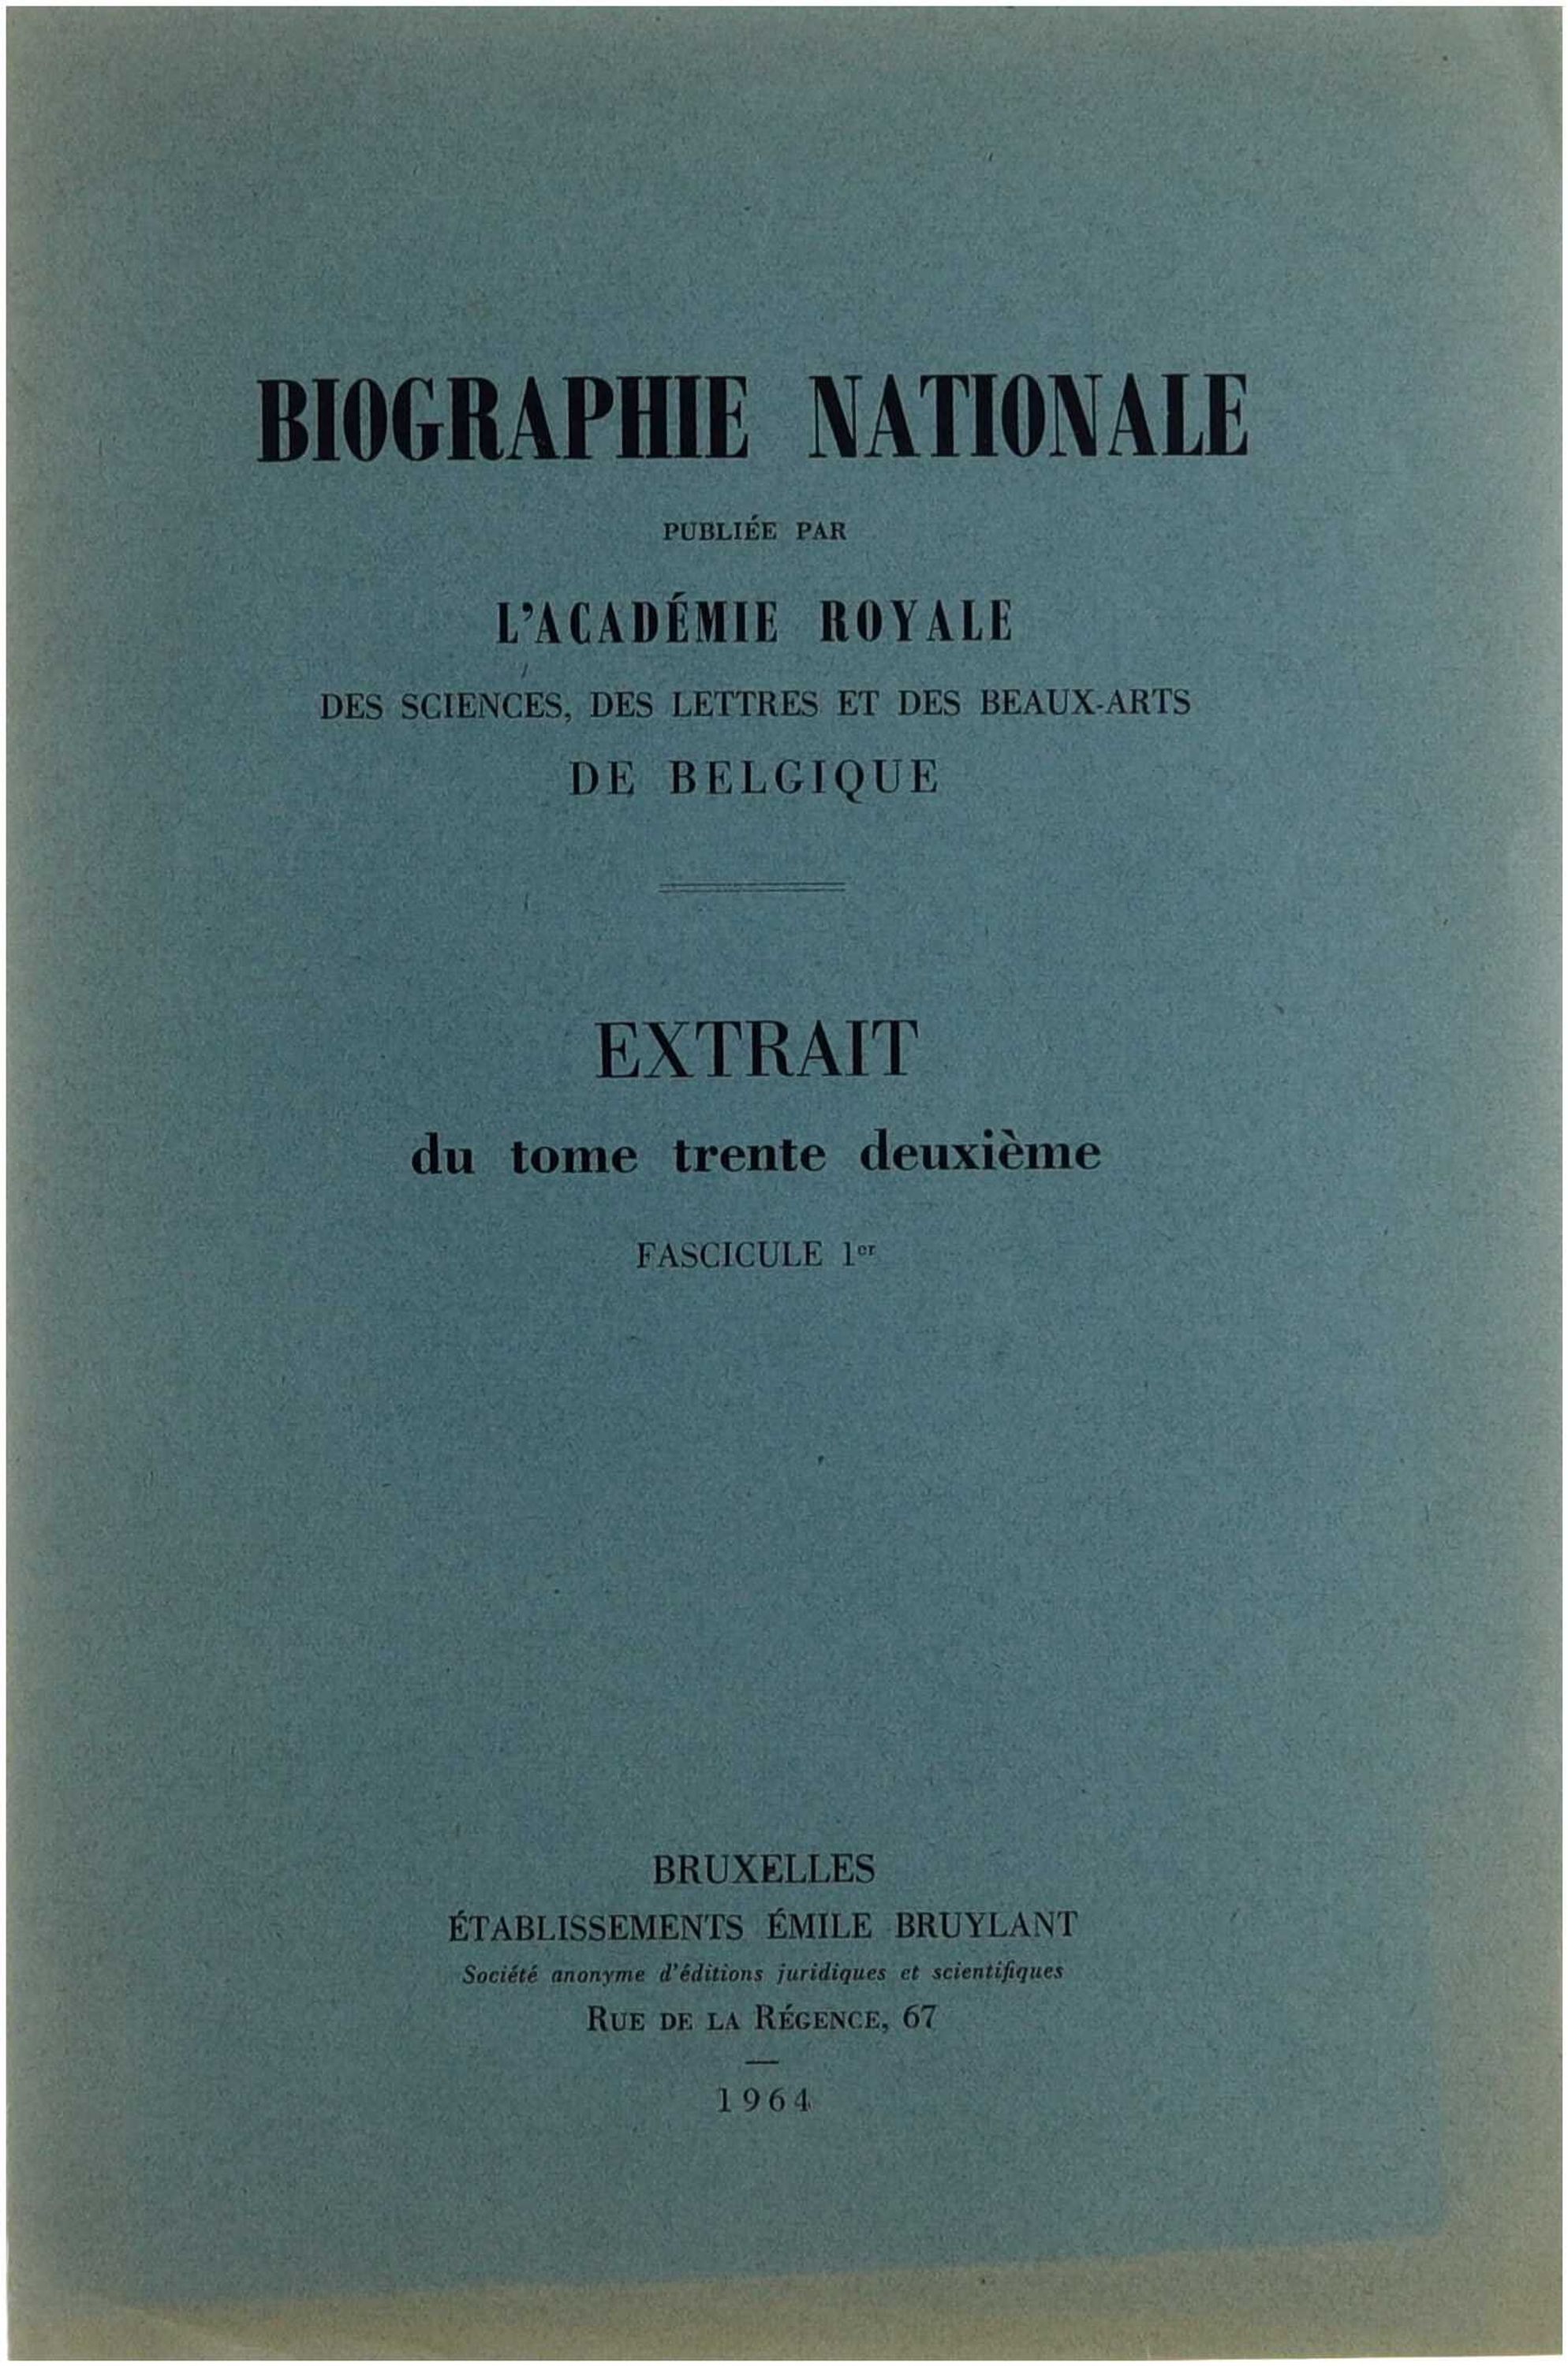 BIOGRAPHIE NATIONALE
PUBLIÉE PAR
L'ACADÉMIE ROYALE
DES SCIENCES, DES LETTRES ET DES BEAUX-ARTS
DE BELGIQUE
EXTRAIT
du tome trente deuxième
FASCICULE 1er
BRUXELLES
ÉTABLISSEMENTS ÉMILE BRUYLANT
Société anonyme d'éditions juridiques et scientifiques
RUE DE LA RÉGENCE, 67
1964